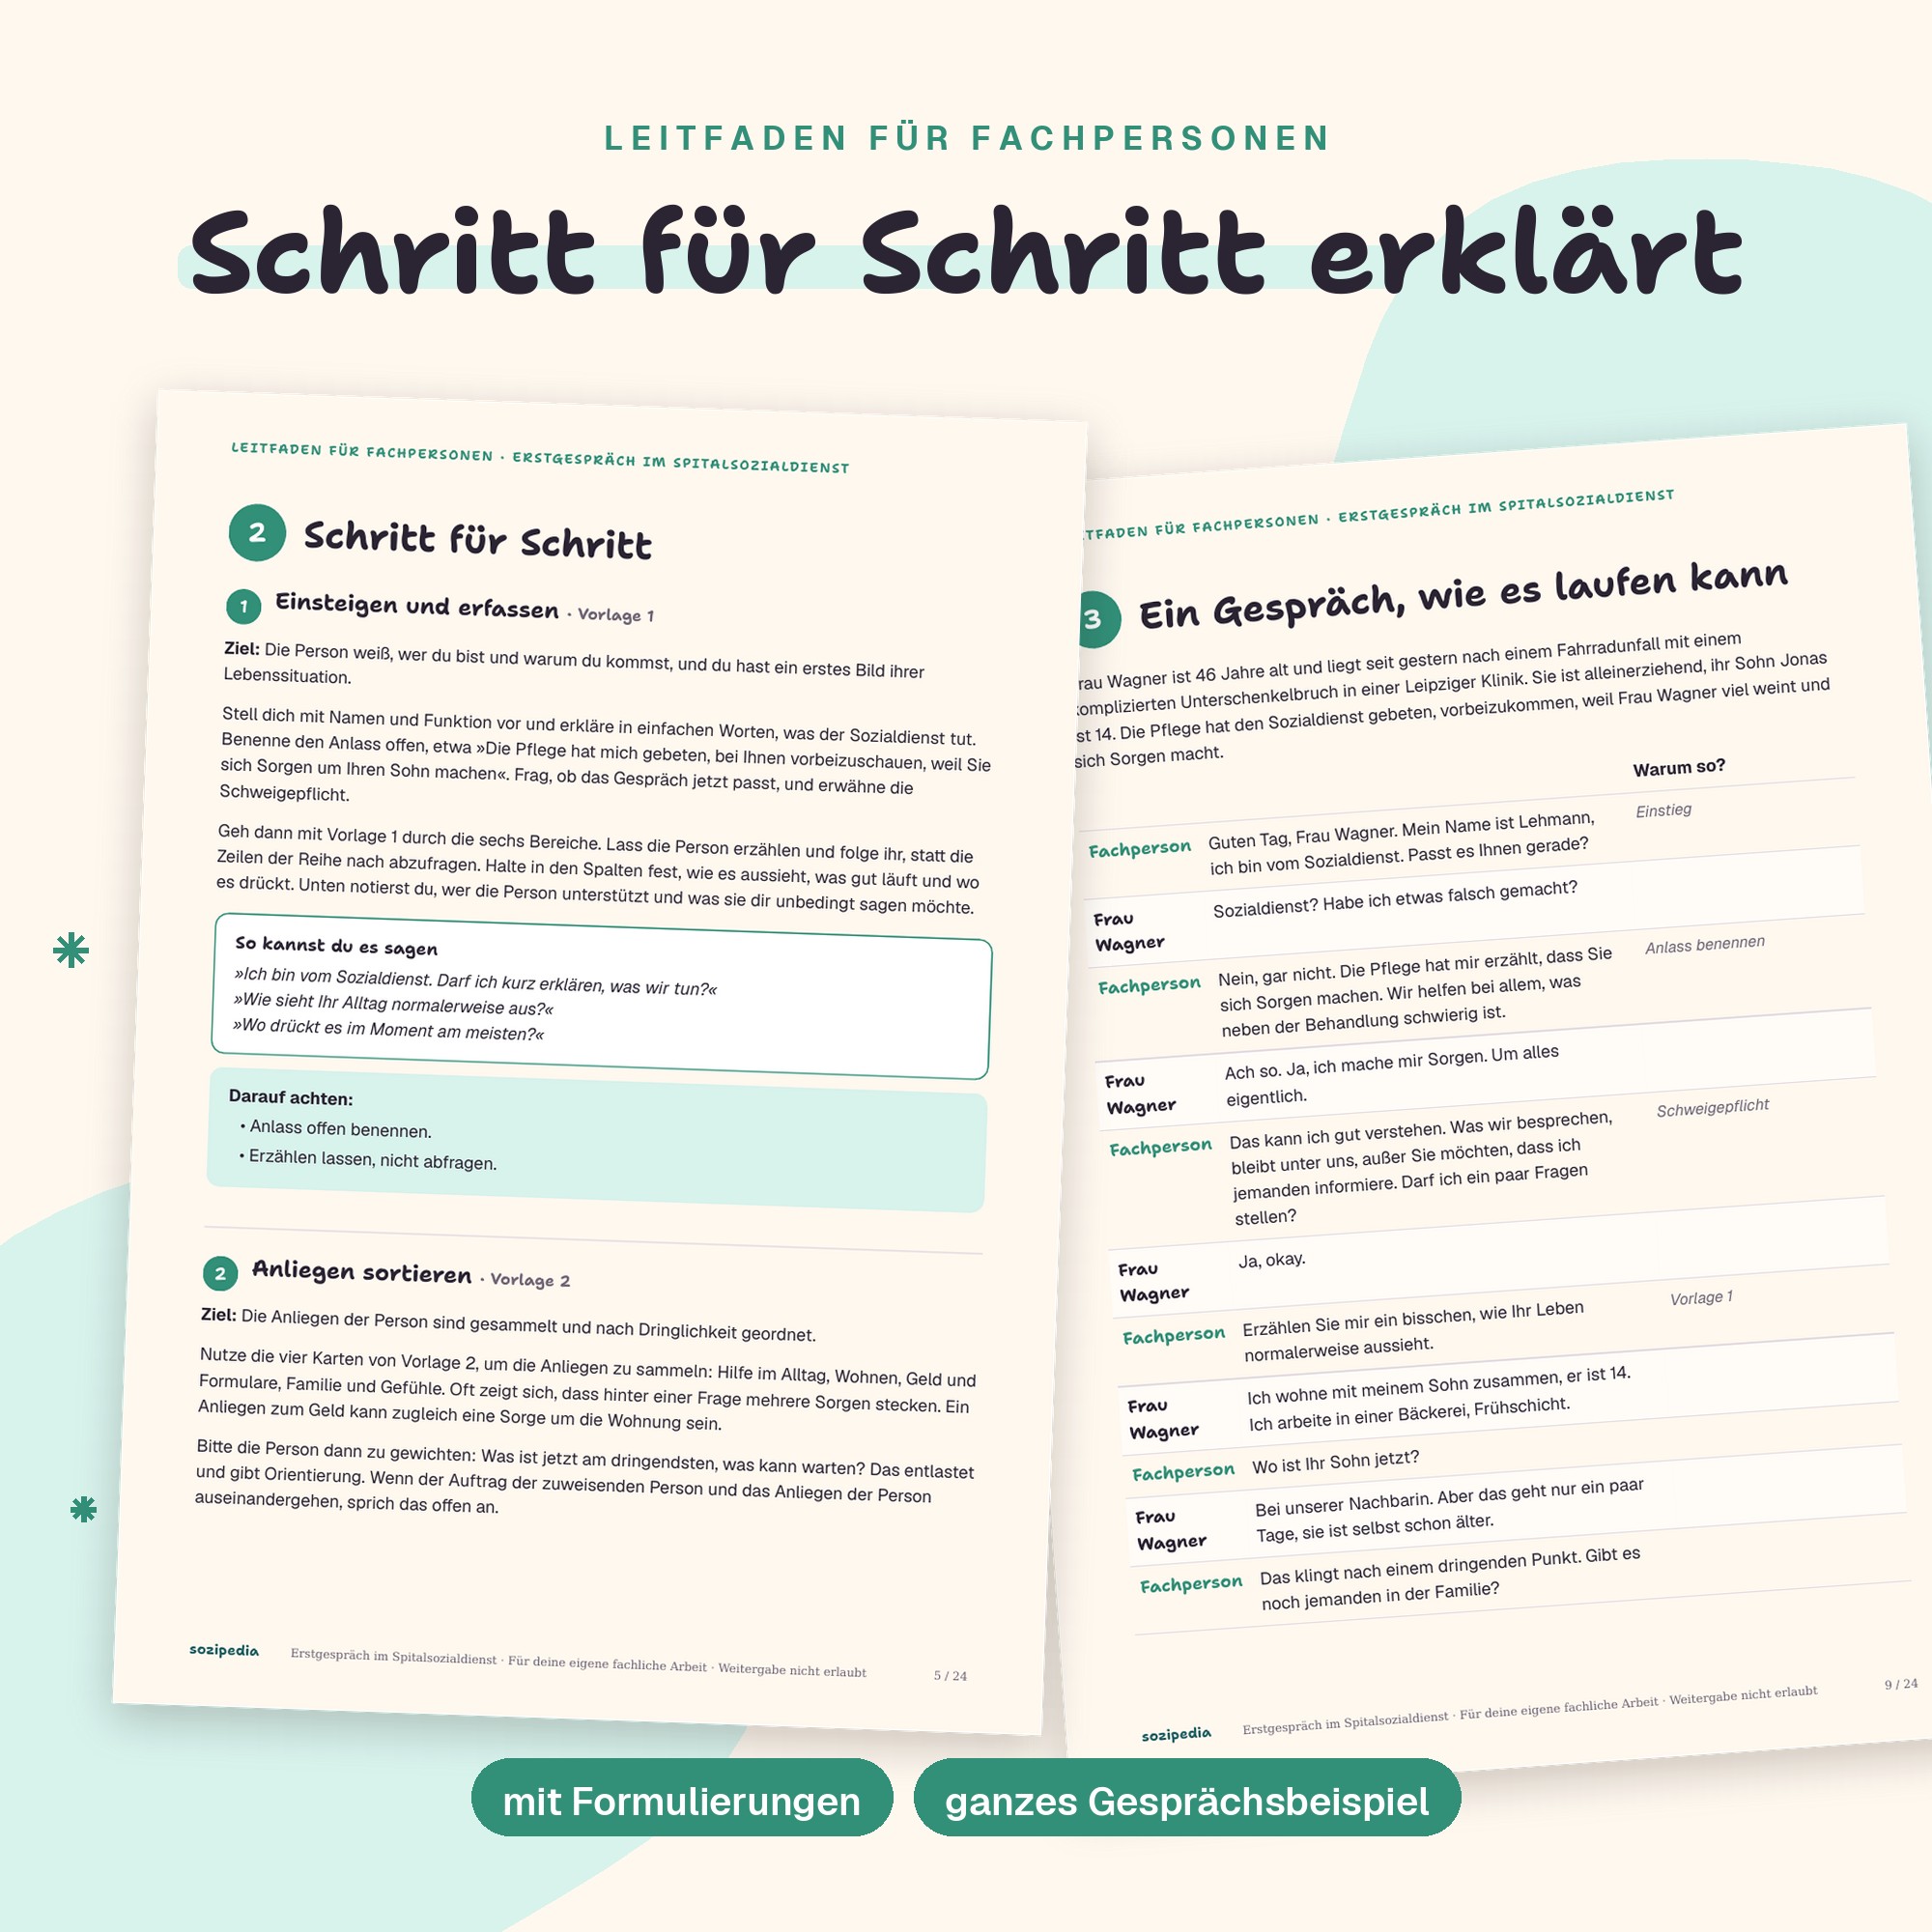 LEITFADEN FÜR FACHPERSONEN
Schritt für Schritt erklärt
LEITFADEN FÜR FACHPERSONEN · ERSTGESPRÄCH IM SPITALSOZIALDIENST
2 Schritt für Schritt
1 Einsteigen und erfassen · Vorlage 1
Ziel: Die Person weiß, wer du bist und warum du kommst, und du hast ein erstes Bild ihrer
Lebenssituation.
Stell dich mit Namen und Funktion vor und erkläre in einfachen Worten, was der Sozialdienst tut.
Benenne den Anlass offen, etwa »Die Pflege hat mich gebeten, bei Ihnen vorbeizuschauen, weil Sie
sich Sorgen um Ihren Sohn machen«. Frag, ob das Gespräch jetzt passt, und erwähne die
Schweigepflicht.
Geh dann mit Vorlage 1 durch die sechs Bereiche. Lass die Person erzählen und folge ihr, statt die
Zeilen der Reihe nach abzufragen. Halte in den Spalten fest, wie es aussieht, was gut läuft und wo
es drückt. Unten notierst du, wer die Person unterstützt und was sie dir unbedingt sagen möchte.
So kannst du es sagen
»Ich bin vom Sozialdienst. Darf ich kurz erklären, was wir tun?«
»Wie sieht Ihr Alltag normalerweise aus?«
»Wo drückt es im Moment am meisten?«
Darauf achten:
• Anlass offen benennen.
• Erzählen lassen, nicht abfragen.
2 Anliegen sortieren · Vorlage 2
Ziel: Die Anliegen der Person sind gesammelt und nach Dringlichkeit geordnet.
Nutze die vier Karten von Vorlage 2, um die Anliegen zu sammeln: Hilfe im Alltag, Wohnen, Geld und
Formulare, Familie und Gefühle. Oft zeigt sich, dass hinter einer Frage mehrere Sorgen stecken. Ein
Anliegen zum Geld kann zugleich eine Sorge um die Wohnung sein.
Bitte die Person dann zu gewichten: Was ist jetzt am dringendsten, was kann warten? Das entlastet
und gibt Orientierung. Wenn der Auftrag der zuweisenden Person und das Anliegen der Person
auseinandergehen, sprich das offen an.
sozipedia Erstgespräch im Spitalsozialdienst · Für deine eigene fachliche Arbeit · Weitergabe nicht erlaubt 5 / 24
TFADEN FÜR FACHPERSONEN · ERSTGESPRÄCH IM SPITALSOZIALDIENST
3 Ein Gespräch, wie es laufen kann
rau Wagner ist 46 Jahre alt und liegt seit gestern nach einem Fahrradunfall mit einem
omplizierten Unterschenkelbruch in einer Leipziger Klinik. Sie ist alleinerziehend, ihr Sohn Jonas
st 14. Die Pflege hat den Sozialdienst gebeten, vorbeizukommen, weil Frau Wagner viel weint und
sich Sorgen macht.
Warum so?
Fachperson Guten Tag, Frau Wagner. Mein Name ist Lehmann, Einstieg
ich bin vom Sozialdienst. Passt es Ihnen gerade?
Frau Sozialdienst? Habe ich etwas falsch gemacht?
Wagner
Fachperson Nein, gar nicht. Die Pflege hat mir erzählt, dass Sie Anlass benennen
sich Sorgen machen. Wir helfen bei allem, was
neben der Behandlung schwierig ist.
Frau Ach so. Ja, ich mache mir Sorgen. Um alles
Wagner eigentlich.
Fachperson Das kann ich gut verstehen. Was wir besprechen, Schweigepflicht
bleibt unter uns, außer Sie möchten, dass ich
jemanden informiere. Darf ich ein paar Fragen
stellen?
Frau Ja, okay.
Wagner
Fachperson Erzählen Sie mir ein bisschen, wie Ihr Leben Vorlage 1
normalerweise aussieht.
Frau Ich wohne mit meinem Sohn zusammen, er ist 14.
Wagner Ich arbeite in einer Bäckerei, Frühschicht.
Fachperson Wo ist Ihr Sohn jetzt?
Frau Bei unserer Nachbarin. Aber das geht nur ein paar
Wagner Tage, sie ist selbst schon älter.
Fachperson Das klingt nach einem dringenden Punkt. Gibt es
noch jemanden in der Familie?
sozipedia Erstgespräch im Spitalsozialdienst · Für deine eigene fachliche Arbeit · Weitergabe nicht erlaubt 9 / 24
mit Formulierungen
ganzes Gesprächsbeispiel